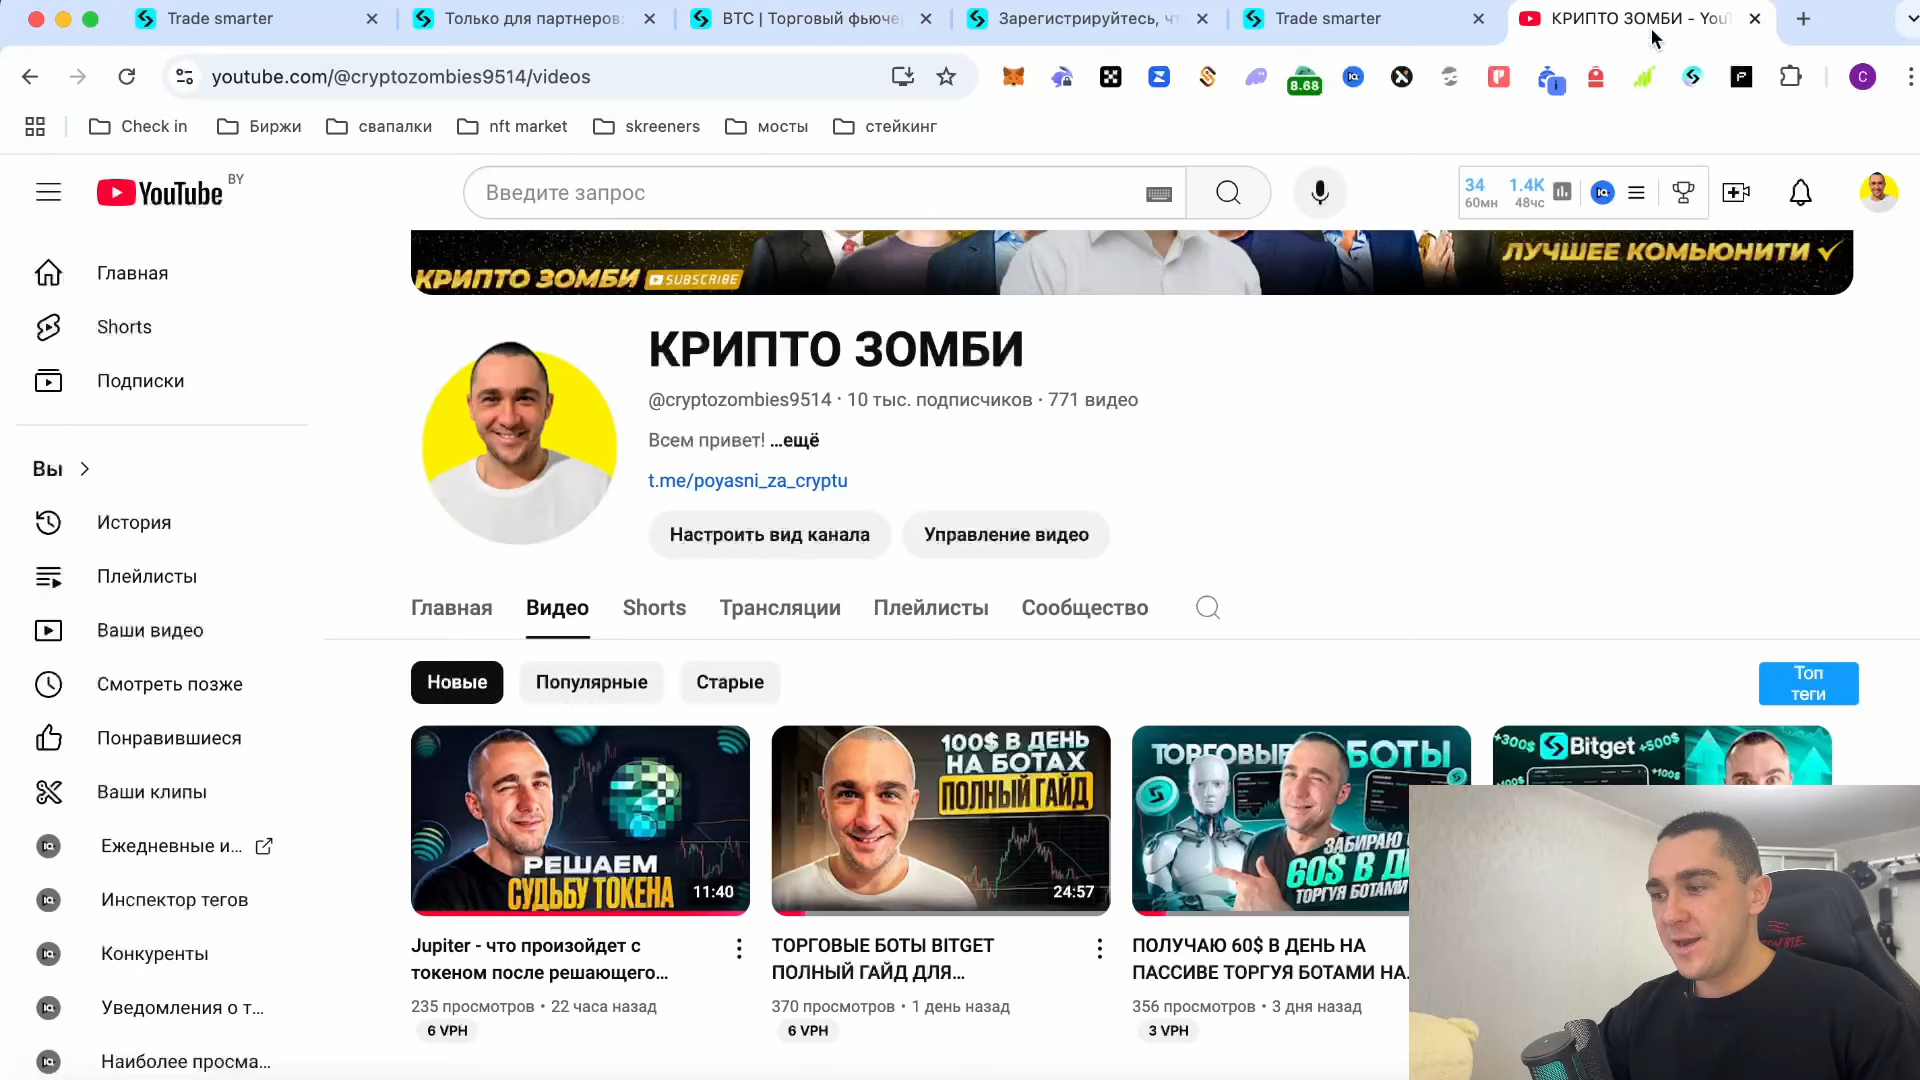 Trade smarter
Только для партнеров:
BTC | Торговый фьюче
Зарегистрируйтесь, чт
Trade smarter
КРИПТО ЗОМБИ - You
youtube.com/@cryptozombies9514/videos
8.68
C
Check in
Биржи
свапалки
nft market
skreeners
мосты
стейкинг
YouTube BY
Введите запрос
34 1.4K
60мн 48чс
Главная
Shorts
Подписки
Вы
История
Плейлисты
Ваши видео
Смотреть позже
Понравившиеся
Ваши клипы
Ежедневные и...
Инспектор тегов
Конкуренты
Уведомления о т...
Наиболее просма...
КРИПТО ЗОМБИ SUBSCRIBE
ЛУЧШЕЕ КОМЬЮНИТИ
КРИПТО ЗОМБИ
@cryptozombies9514 · 10 тыс. подписчиков · 771 видео
Всем привет! ...ещё
t.me/poyasni_za_cryptu
Настроить вид канала
Управление видео
Главная
Видео
Shorts
Трансляции
Плейлисты
Сообщество
Новые
Популярные
Старые
Топ
теги
РЕШАЕМ
СУДЬБУ ТОКЕНА
11:40
Jupiter - что произойдет с
токеном после решающего...
235 просмотров • 22 часа назад
6 VPH
100$ В ДЕНЬ
НА БОТАХ
ПОЛНЫЙ ГАЙД
24:57
ТОРГОВЫЕ БОТЫ BITGET
ПОЛНЫЙ ГАЙД ДЛЯ...
370 просмотров • 1 день назад
6 VPH
ТОРГОВЫЕ БОТЫ
ЗАБИРАЮ
60$ В ДЕ
ТОРГУЯ БОТАМИ
ПОЛУЧАЮ 60$ В ДЕНЬ НА
ПАССИВЕ ТОРГУЯ БОТАМИ НА
356 просмотров • 3 дня назад
3 VPH
+300$ Bitget +500$
+100$